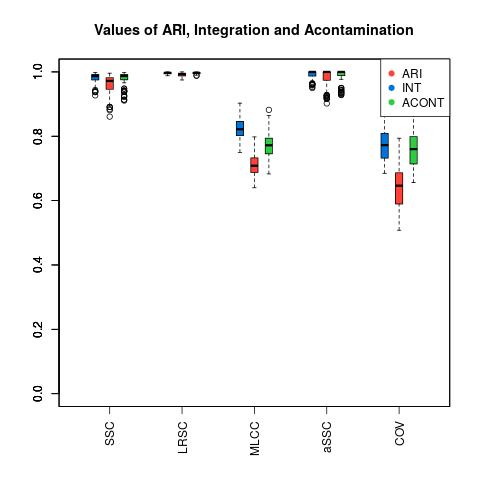 Values of ARI, Integration and Acontamination
ARI
INT
ACONT
1.0
0.8
0.6
0.4
0.2
0.0
SSC
LRSC
MLCC
aSSC
COV